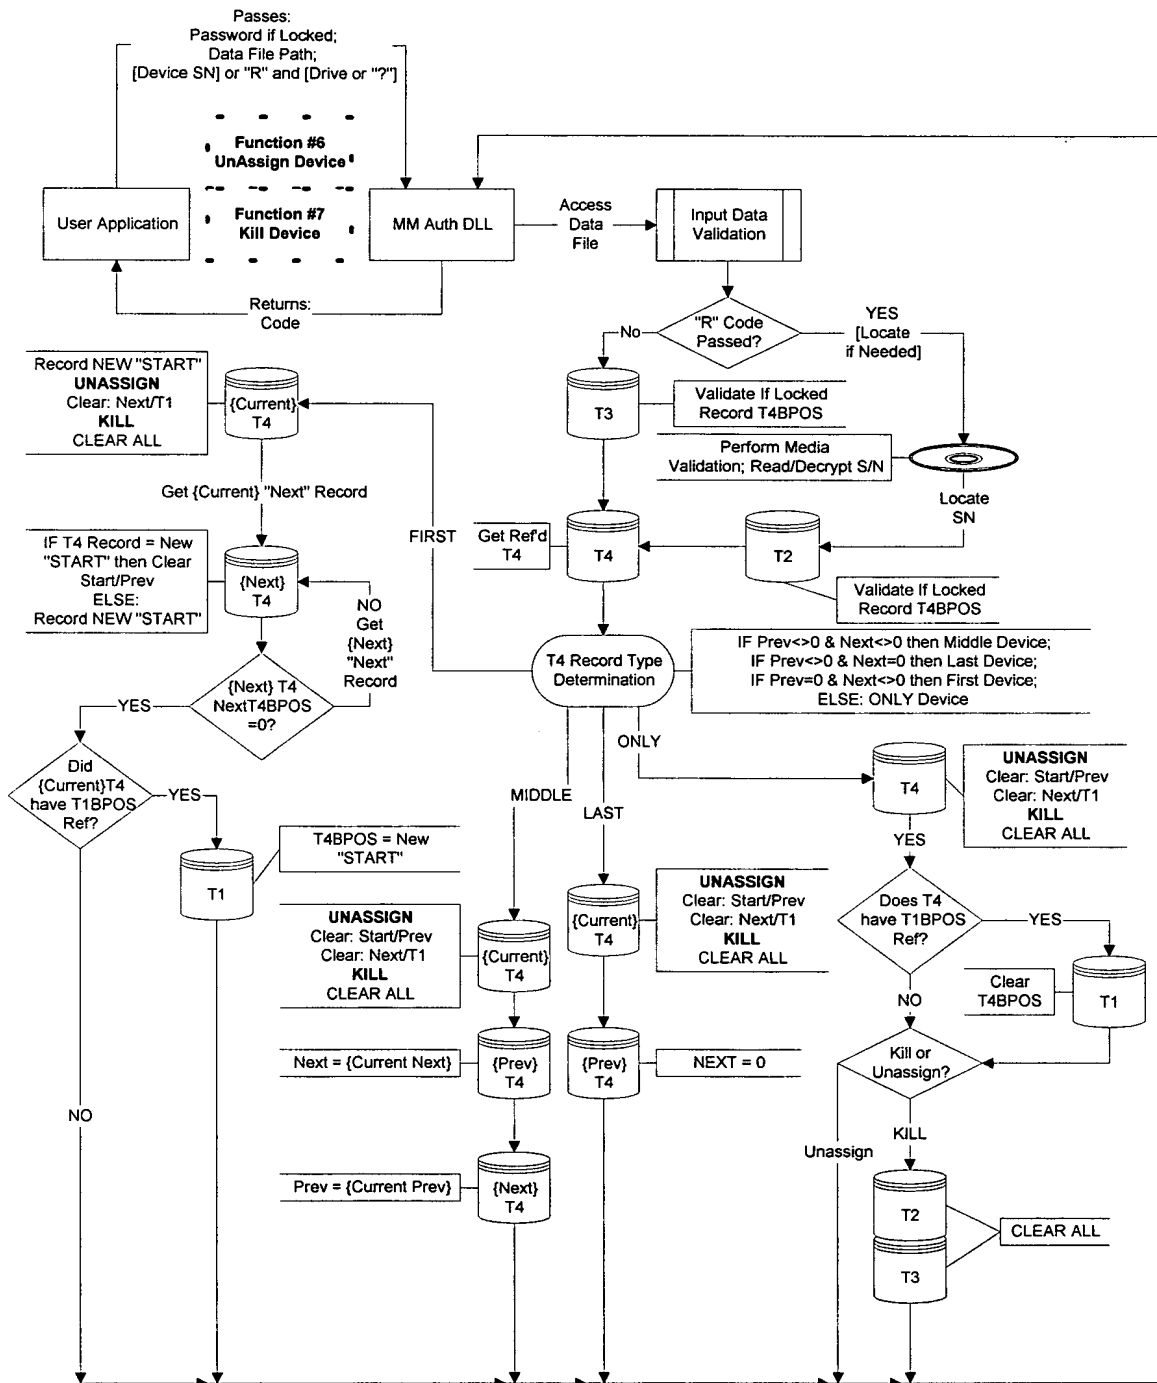 Passes:
Password if Locked;
Data File Path;
[Device SN] or "R" and [Drive or "?"]
Function #6
UnAssign Device
Function #7
Kill Device
User Application
MM Auth DLL
Access
Data
File
Input Data
Validation
Returns:
Code
"R" Code
Passed?
No
YES
[Locate
if Needed]
Record NEW "START"
UNASSIGN
Clear: Next/T1
KILL
CLEAR ALL
{Current}
T4
T3
Validate If Locked
Record T4BPOS
Perform Media
Validation; Read/Decrypt S/N
Get {Current} "Next" Record
Locate
SN
FIRST
Get Ref'd
T4
T4
T2
IF T4 Record = New
"START" then Clear
Start/Prev
ELSE:
Record NEW "START"
{Next}
T4
NO
Get
{Next}
"Next"
Record
Validate If Locked
Record T4BPOS
T4 Record Type
Determination
IF Prev<>0 & Next<>0 then Middle Device;
IF Prev<>0 & Next=0 then Last Device;
IF Prev=0 & Next<>0 then First Device;
ELSE: ONLY Device
{Next} T4
NextT4BPOS
=0?
YES
ONLY
Did
{Current}T4
have T1BPOS
Ref?
YES
MIDDLE
LAST
T4
UNASSIGN
Clear: Start/Prev
Clear: Next/T1
KILL
CLEAR ALL
YES
T4BPOS = New
"START"
T1
UNASSIGN
Clear: Start/Prev
Clear: Next/T1
KILL
CLEAR ALL
{Current}
T4
{Current}
T4
UNASSIGN
Clear: Start/Prev
Clear: Next/T1
KILL
CLEAR ALL
Does T4
have T1BPOS
Ref?
YES
Clear
T4BPOS
T1
NO
Next = {Current Next}
{Prev}
T4
{Prev}
T4
NEXT = 0
Kill or
Unassign?
NO
KILL
Unassign
Prev = {Current Prev}
{Next}
T4
T2
CLEAR ALL
T3